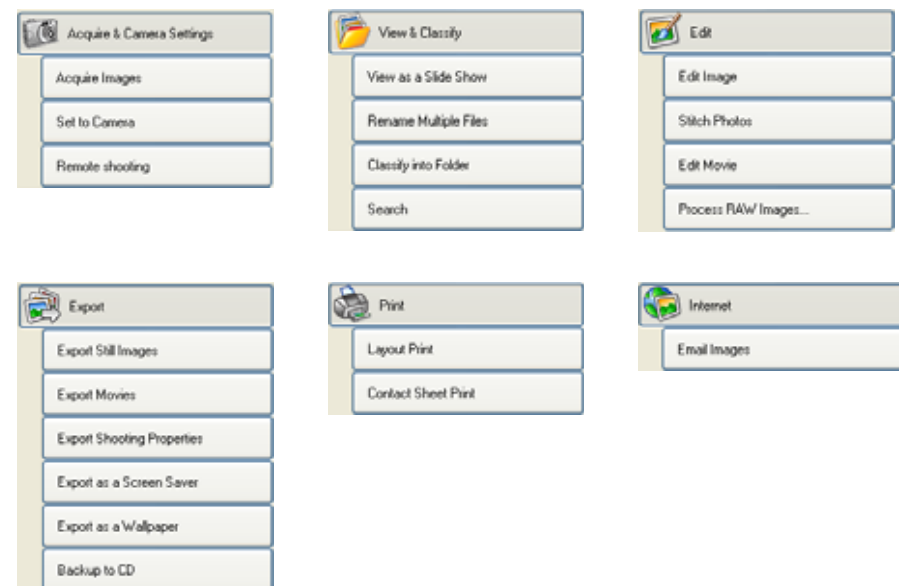 Acquire & Camera Settings
Acquire Images
Set to Camera
Remote shooting
View & Classify
View as a Slide Show
Rename Multiple Files
Classify into Folder
Search
Edit
Edit Image
Stitch Photos
Edit Movie
Process RAW Images...
Export
Export Still Images
Export Movies
Export Shooting Properties
Export as a Screen Saver
Export as a Wallpaper
Backup to CD
Print
Layout Print
Contact Sheet Print
Internet
Email Images